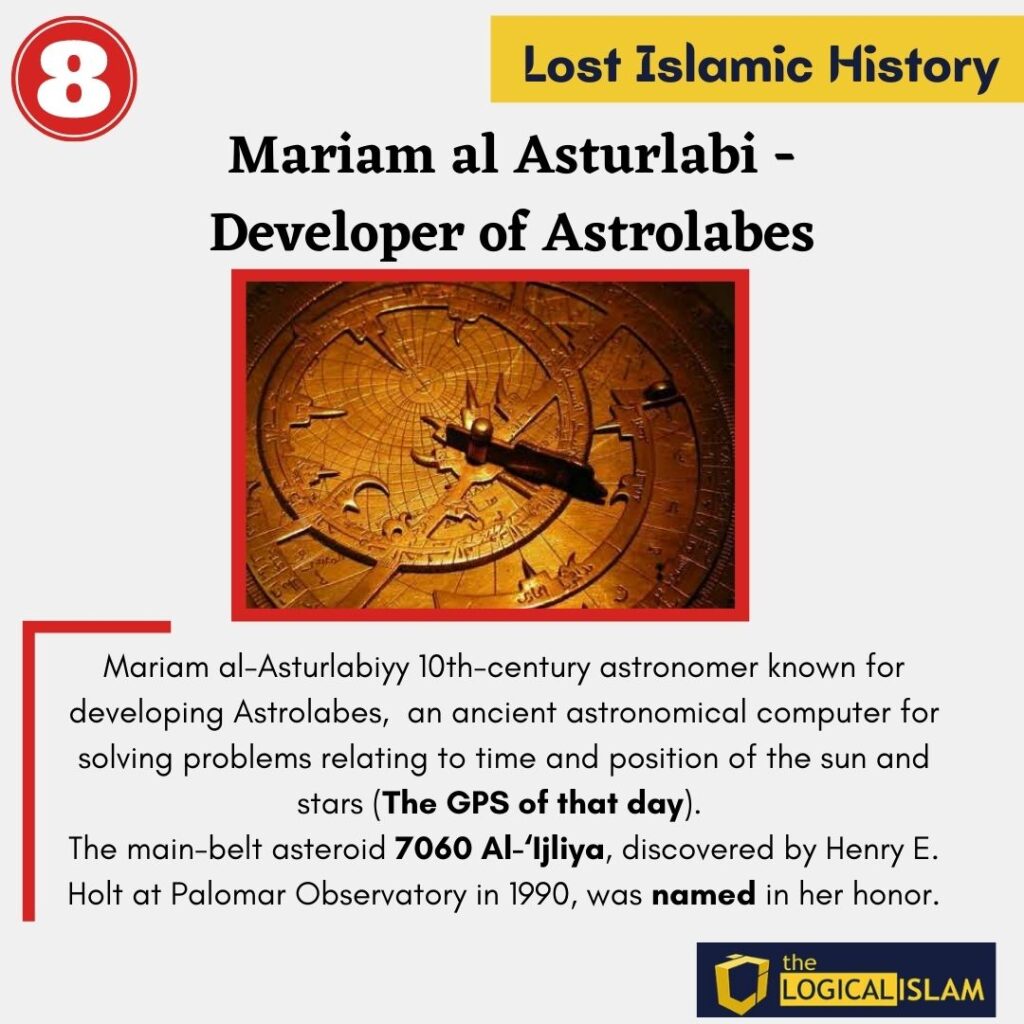 8
Lost Islamic History
Mariam al Asturlabi -
Developer of Astrolabes
Mariam al-Asturlabiyy 10th-century astronomer known for
developing Astrolabes, an ancient astronomical computer for
solving problems relating to time and position of the sun and
stars (The GPS of that day).
The main-belt asteroid 7060 Al-‘Ijliya, discovered by Henry E.
Holt at Palomar Observatory in 1990, was named in her honor.
the
LOGICALISLAM